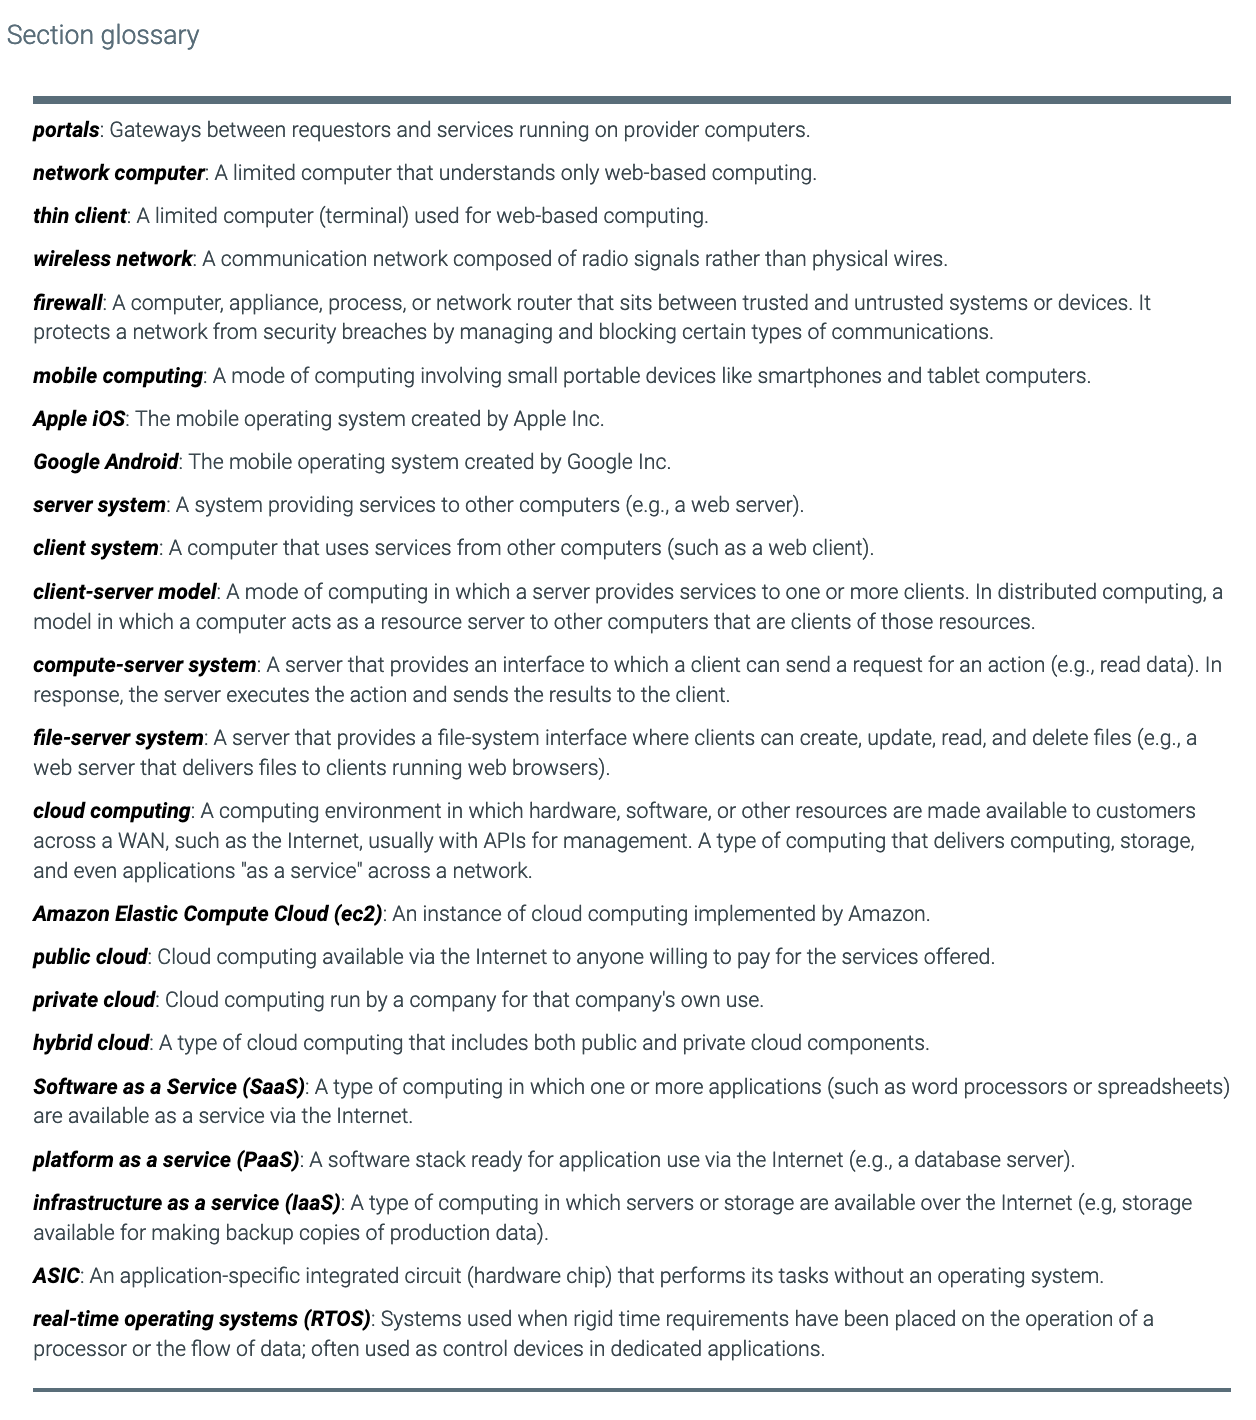 Section glossary
portals: Gateways between requestors and services running on provider computers.
network computer: A limited computer that understands only web-based computing.
thin client: A limited computer (terminal) used for web-based computing.
wireless network: A communication network composed of radio signals rather than physical wires.
firewall: A computer, appliance, process, or network router that sits between trusted and untrusted systems or devices. It
protects a network from security breaches by managing and blocking certain types of communications.
mobile computing: A mode of computing involving small portable devices like smartphones and tablet computers.
Apple iOS: The mobile operating system created by Apple Inc.
Google Android: The mobile operating system created by Google Inc.
server system: A system providing services to other computers (e.g., a web server).
client system: A computer that uses services from other computers (such as a web client).
client-server model: A mode of computing in which a server provides services to one or more clients. In distributed computing, a
model in which a computer acts as a resource server to other computers that are clients of those resources.
compute-server system: A server that provides an interface to which a client can send a request for an action (e.g., read data). In
response, the server executes the action and sends the results to the client.
file-server system: A server that provides a file-system interface where clients can create, update, read, and delete files (e.g., a
web server that delivers files to clients running web browsers).
cloud computing: A computing environment in which hardware, software, or other resources are made available to customers
across a WAN, such as the Internet, usually with APIs for management. A type of computing that delivers computing, storage,
and even applications "as a service" across a network.
Amazon Elastic Compute Cloud (ec2): An instance of cloud computing implemented by Amazon.
public cloud: Cloud computing available via the Internet to anyone willing to pay for the services offered.
private cloud: Cloud computing run by a company for that company's own use.
hybrid cloud: A type of cloud computing that includes both public and private cloud components.
Software as a Service (SaaS): A type of computing in which one or more applications (such as word processors or spreadsheets)
are available as a service via the Internet.
platform as a service (PaaS): A software stack ready for application use via the Internet (e.g., a database server).
infrastructure as a service (IaaS): A type of computing in which servers or storage are available over the Internet (e.g, storage
available for making backup copies of production data).
ASIC: An application-specific integrated circuit (hardware chip) that performs its tasks without an operating system.
real-time operating systems (RTOS): Systems used when rigid time requirements have been placed on the operation of a
processor or the flow of data; often used as control devices in dedicated applications.